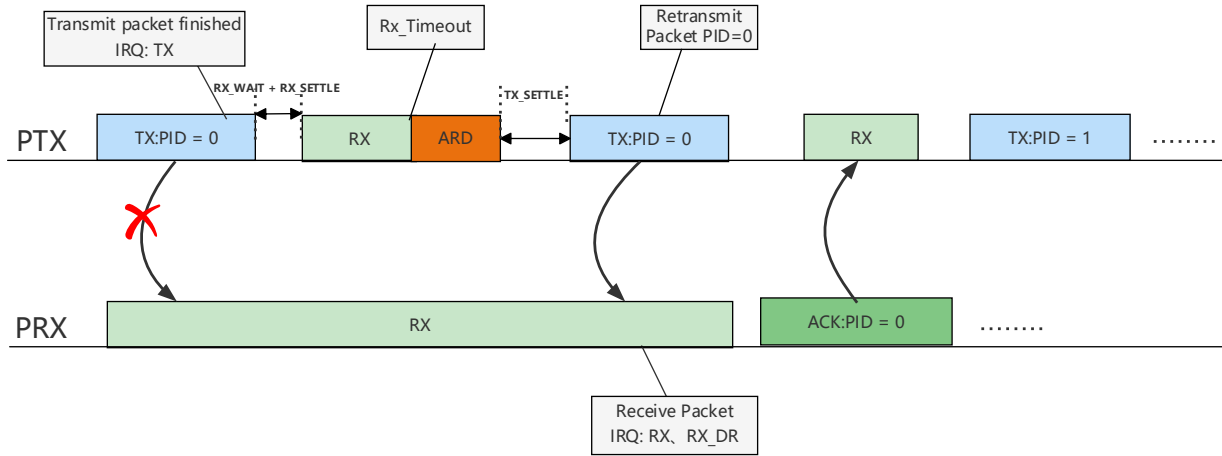 Transmit packet finished
IRQ: TX
Rx_Timeout
Retransmit
Packet PID=0
RX_WAIT + RX_SETTLE
TX_SETTLE
PTX
TX:PID = 0
RX
ARD
TX:PID = 0
RX
TX:PID = 1
........
PRX
RX
ACK:PID = 0
........
Receive Packet
IRQ: RX、RX_DR